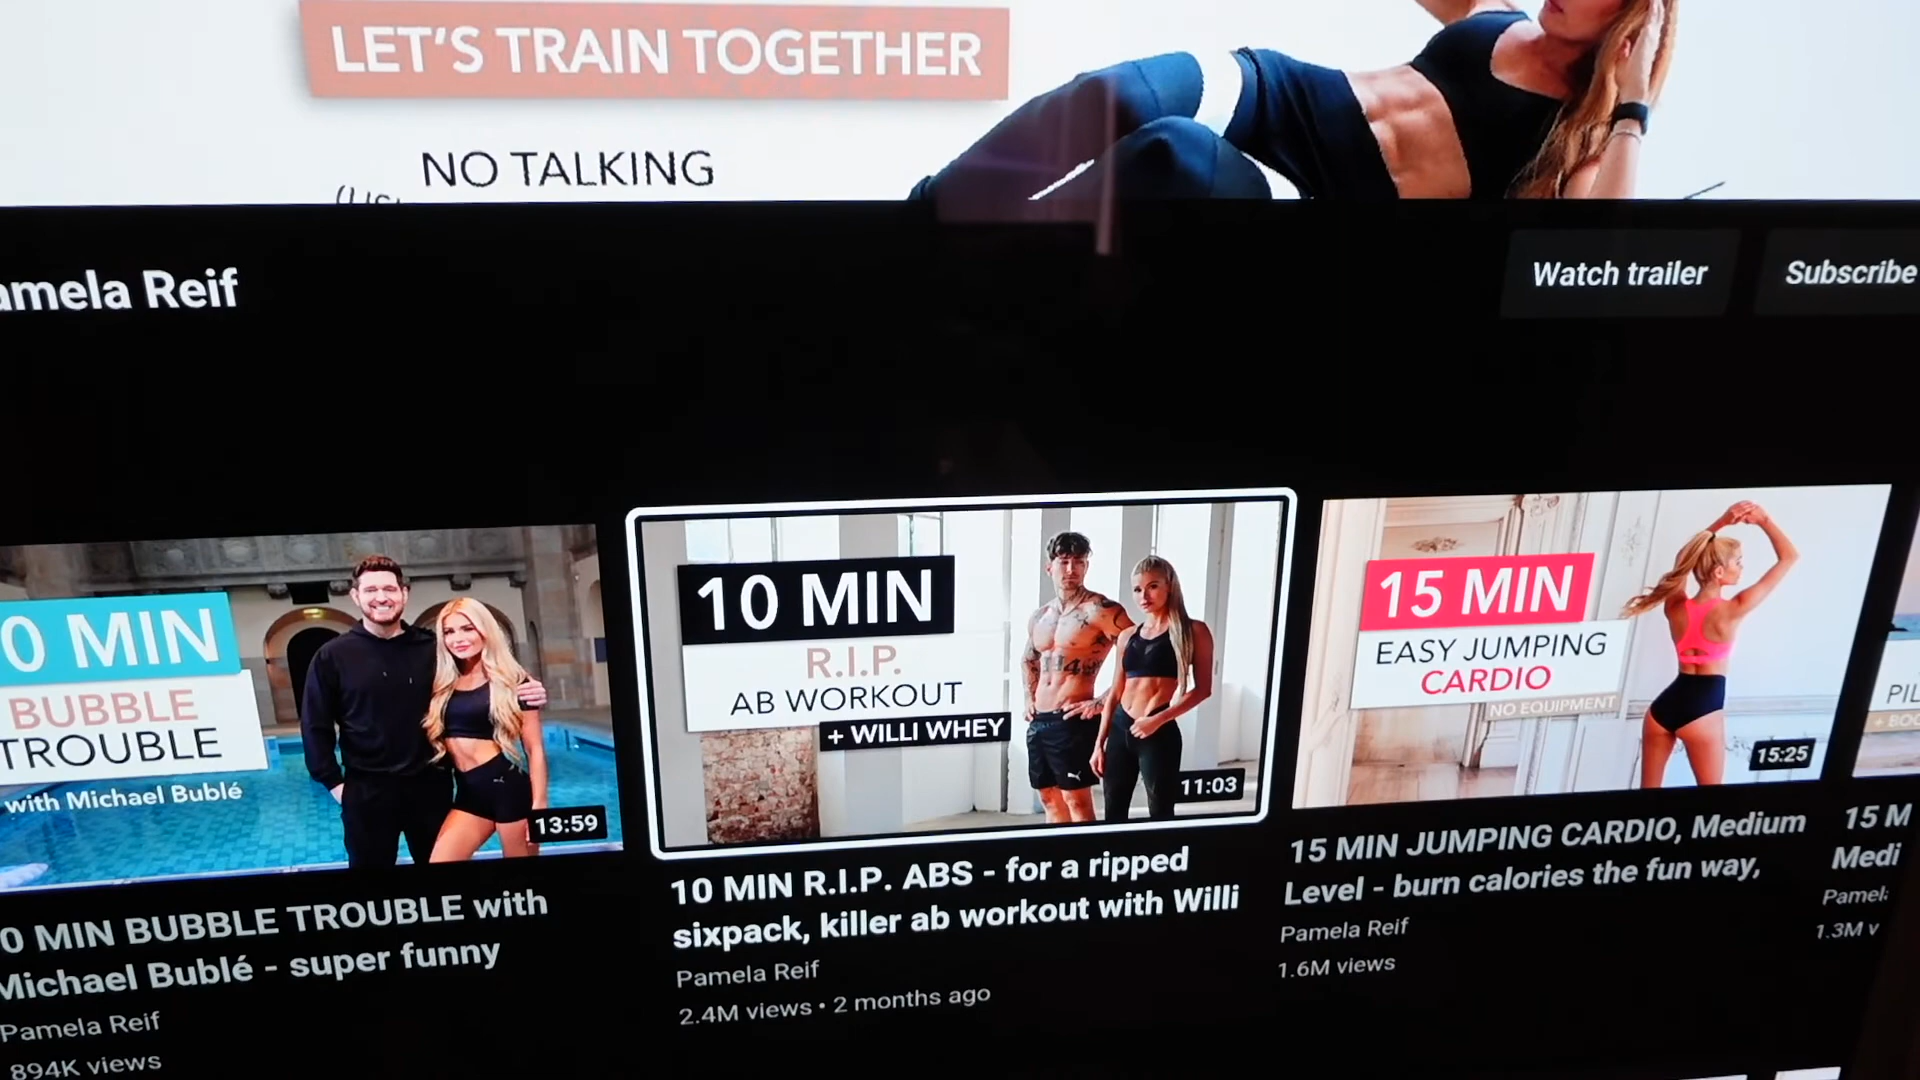 LET'S TRAIN TOGETHER
NO TALKING
amela Reif
Watch trailer
Subscribe
0 MIN
BUBBLE
TROUBLE
with Michael Bublé
13:59
10 MIN
R.I.P.
AB WORKOUT
+ WILLI WHEY
11:03
15 MIN
EASY JUMPING
CARDIO
NO EQUIPMENT
15:25
PIL
+ BOO
0 MIN BUBBLE TROUBLE with
Michael Bublé - super funny
Pamela Reif
894K views
10 MIN R.I.P. ABS - for a ripped
sixpack, killer ab workout with Willi
Pamela Reif
2.4M views • 2 months ago
15 MIN JUMPING CARDIO, Medium
Level - burn calories the fun way,
Pamela Reif
1.6M views
15 M
Medi
Pamel
1.3M v